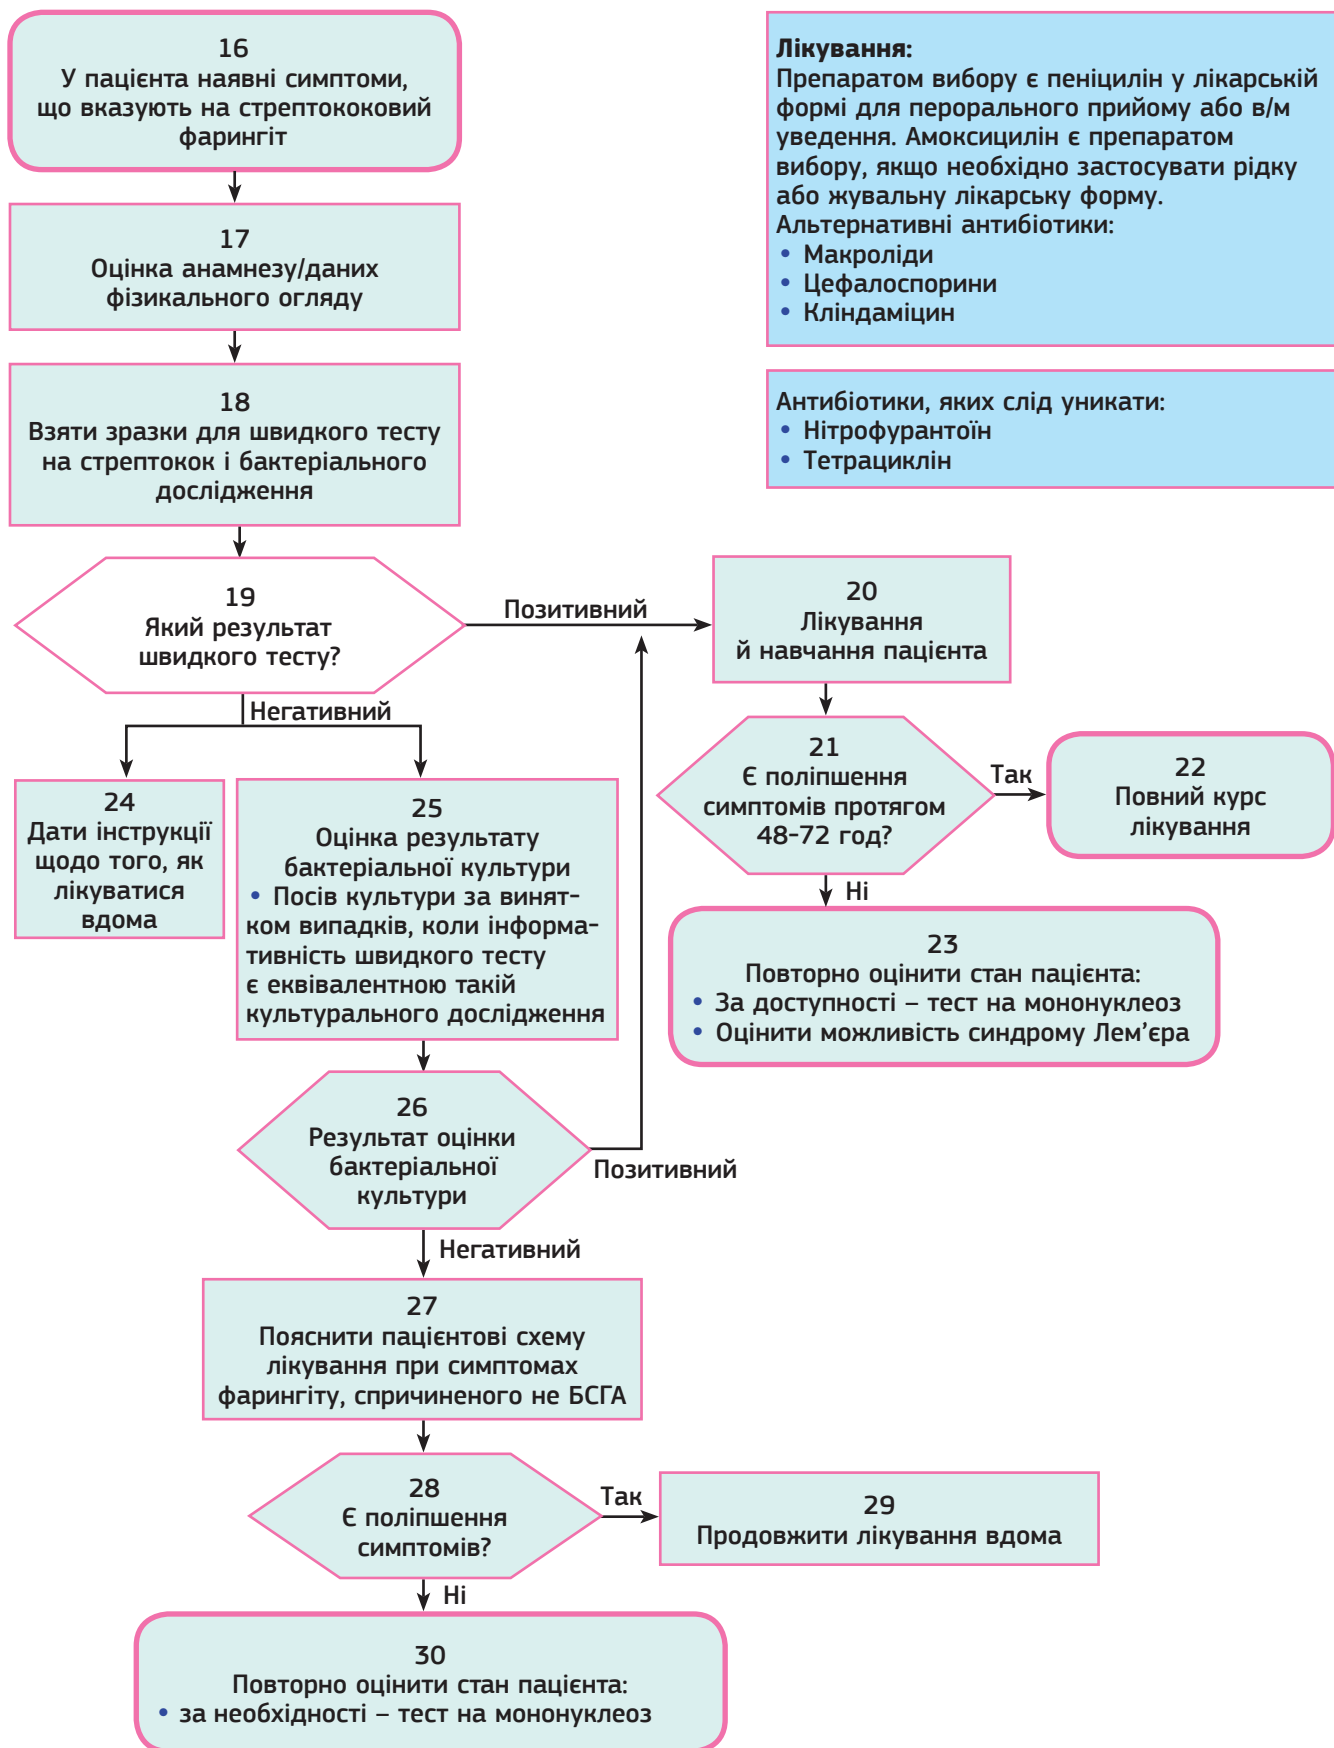 16
У пацієнта наявні симптоми,
що вказують на стрептококовий
фарингіт
Лікування:
Препаратом вибору є пеніцилін у лікарській
формі для перорального прийому або в/м
уведення. Амоксицилін є препаратом
вибору, якщо необхідно застосувати рідку
або жувальну лікарську форму.
Альтернативні антибіотики:
• Макроліди
• Цефалоспорини
• Кліндаміцин
17
Оцінка анамнезу/даних
фізикального огляду
Антибіотики, яких слід уникати:
• Нітрофурантоїн
• Тетрациклін
18
Взяти зразки для швидкого тесту
на стрептокок і бактеріального
дослідження
19
Який результат
швидкого тесту?
Позитивний
20
Лікування
й навчання пацієнта
Негативний
21
Є поліпшення
симптомів протягом
48-72 год?
Так
22
Повний курс
лікування
Ні
23
Повторно оцінити стан пацієнта:
• За доступності – тест на мононуклеоз
• Оцінити можливість синдрому Лем’єра
24
Дати інструкції
щодо того, як
лікуватися
вдома
25
Оцінка результату
бактеріальної культури
• Посів культури за винят-
ком випадків, коли інформа-
тивність швидкого тесту
є еквівалентною такій
культурального дослідження
26
Результат оцінки
бактеріальної
культури
Позитивний
Негативний
27
Пояснити пацієнтові схему
лікування при симптомах
фарингіту, спричиненого не БСГА
28
Є поліпшення
симптомів?
Так
29
Продовжити лікування вдома
Ні
30
Повторно оцінити стан пацієнта:
• за необхідності – тест на мононуклеоз